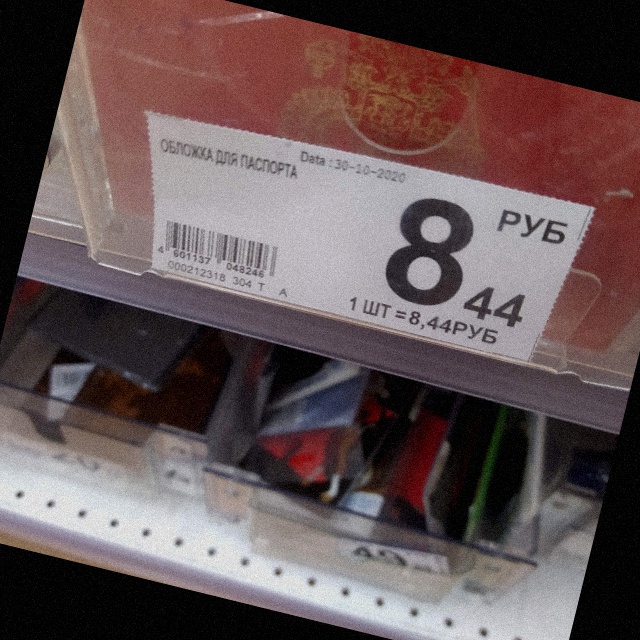 ОБЛОЖКА ДЛЯ ПАСПОРТА
Data :30-10-2020
8 44 РУБ
1 ШТ=8,44РУБ
4 601137 048246
000212318 304 T A